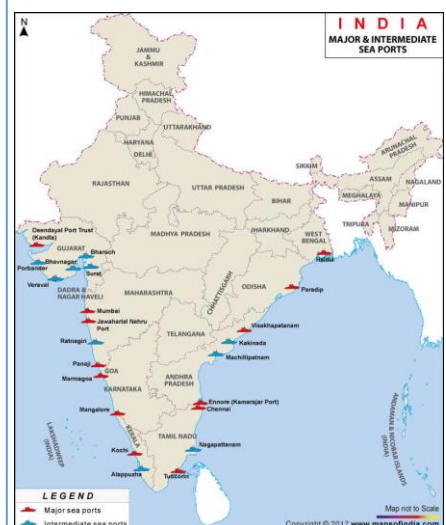 N
I N D I A
MAJOR & INTERMEDIATE
SEA PORTS
JAMMU
&
KASHMIR
HIMACHAL
PRADESH
PUNJAB
UTTARAKHAND
HARYANA
DELHI
ARUNACHAL
PRADESH
SIKKIM
RAJASTHAN
UTTAR PRADESH
ASSAM
NAGALAND
MEGHALAYA
BIHAR
MANIPUR
TRIPURA
MIZORAM
Deendayal Port Trust
(Kandla)
GUJARAT
Bharuch
MADHYA PRADESH
JHARKHAND
WEST
BENGAL
Haldia
Porbander
Bhavnagar
Surat
Veraval
DADRA &
NAGAR HAVELI
CHHATTISGARH
ODISHA
Paradip
MAHARASHTRA
Mumbai
Jawaharlal Nehru
Port
TELANGANA
Visakhapatanam
Ratnagiri
Kakinada
Machillipatnam
Panaji
GOA
ANDHRA
PRADESH
Marmagoa
KARNATAKA
Ennore (Kamarajar Port)
Chennai
Mangalore
ANDAMAN & NICOBAR ISLANDS
(INDIA)
LAKSHADWEEP
(INDIA)
KERALA
TAMIL NADU
Nagapattanam
Kochi
Alappuzha
Tuticorin
LEGEND
Major sea ports
Intermediate sea ports
Map not to Scale
Copyright © 2017 www.mapsofindia.com